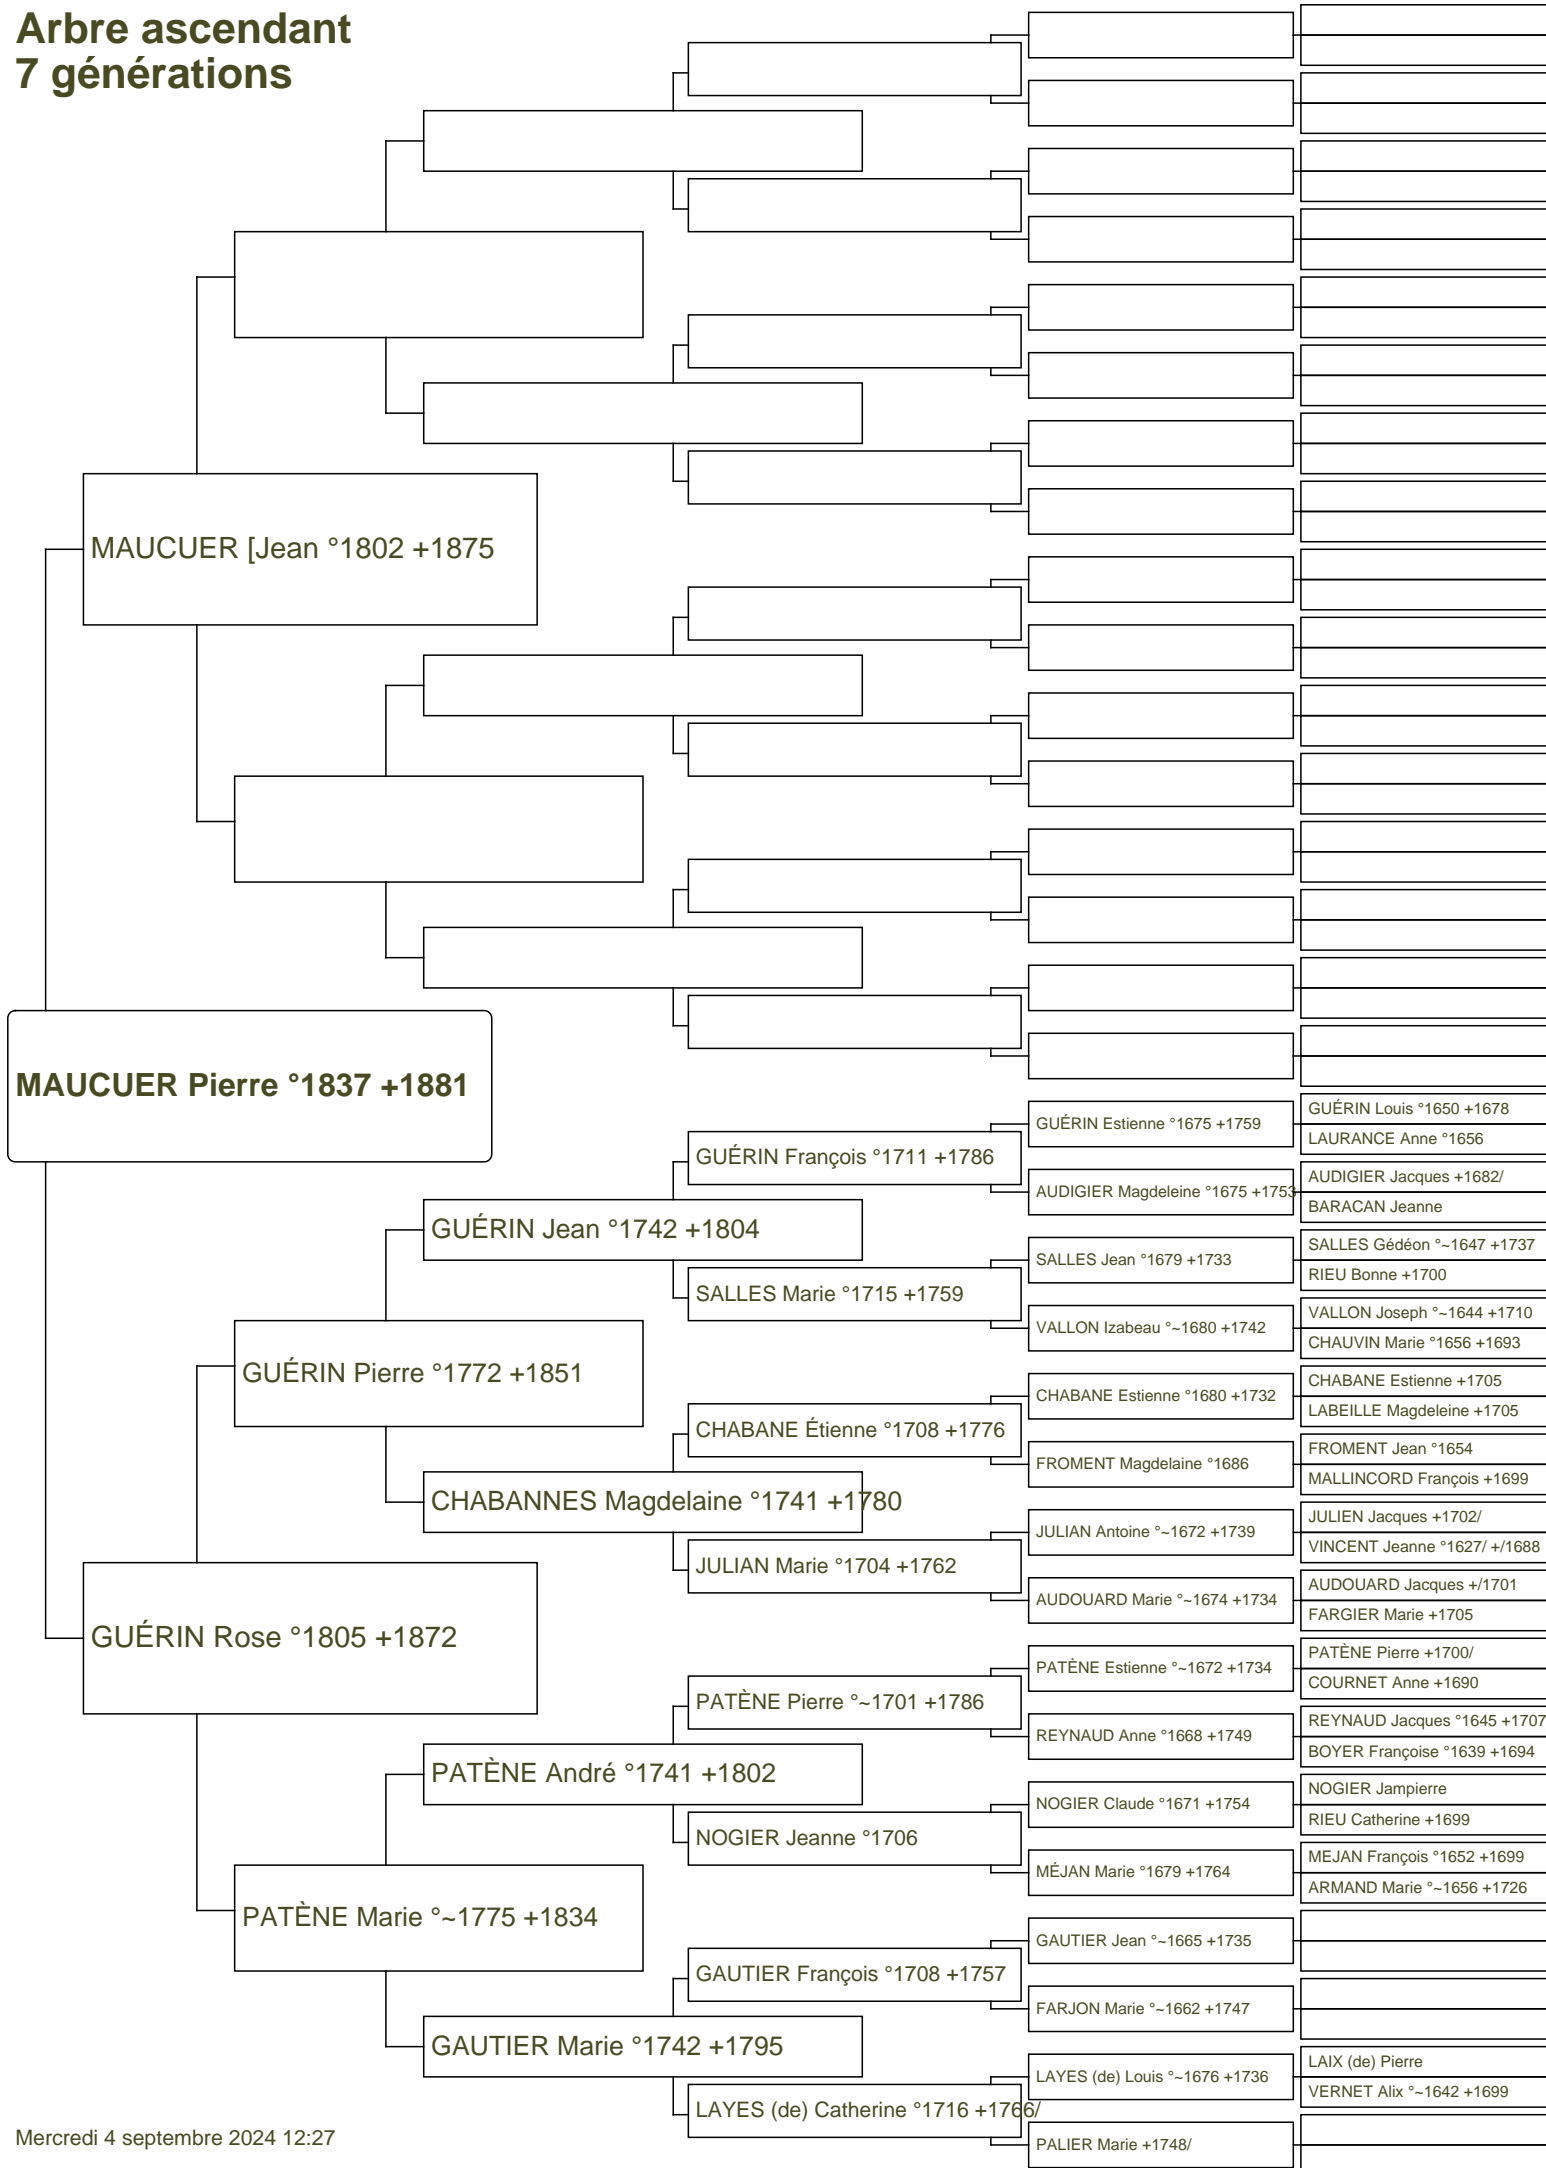 Arbre ascendant
7 générations
MAUCUER [Jean °1802 +1875
MAUCUER Pierre °1837 +1881
GUÉRIN Louis °1650 +1678
GUÉRIN Estienne °1675 +1759
LAURANCE Anne °1656
GUÉRIN François °1711 +1786
AUDIGIER Jacques +1682/
AUDIGIER Magdeleine °1675 +1753
BARACAN Jeanne
GUÉRIN Jean °1742 +1804
SALLES Gédéon °~1647 +1737
SALLES Jean °1679 +1733
RIEU Bonne +1700
SALLES Marie °1715 +1759
VALLON Joseph °~1644 +1710
VALLON Izabeau °~1680 +1742
CHAUVIN Marie °1656 +1693
GUÉRIN Pierre °1772 +1851
CHABANE Estienne +1705
CHABANE Estienne °1680 +1732
LABEILLE Magdeleine +1705
CHABANE Étienne °1708 +1776
FROMENT Jean °1654
FROMENT Magdelaine °1686
MALLINCORD François +1699
CHABANNES Magdelaine °1741 +1780
JULIEN Jacques +1702/
JULIAN Antoine °~1672 +1739
VINCENT Jeanne °1627/ +/1688
JULIAN Marie °1704 +1762
AUDOUARD Jacques +/1701
AUDOUARD Marie °~1674 +1734
FARGIER Marie +1705
GUÉRIN Rose °1805 +1872
PATÈNE Pierre +1700/
PATÈNE Estienne °~1672 +1734
COURNET Anne +1690
PATÈNE Pierre °~1701 +1786
REYNAUD Jacques °1645 +1707
REYNAUD Anne °1668 +1749
BOYER Françoise °1639 +1694
PATÈNE André °1741 +1802
NOGIER Jampierre
NOGIER Claude °1671 +1754
RIEU Catherine +1699
NOGIER Jeanne °1706
MEJAN François °1652 +1699
MÉJAN Marie °1679 +1764
ARMAND Marie °~1656 +1726
PATÈNE Marie °~1775 +1834
GAUTIER Jean °~1665 +1735
GAUTIER François °1708 +1757
FARJON Marie °~1662 +1747
GAUTIER Marie °1742 +1795
LAIX (de) Pierre
LAYES (de) Louis °~1676 +1736
VERNET Alix °~1642 +1699
LAYES (de) Catherine °1716 +1766/
PALIER Marie +1748/
Mercredi 4 septembre 2024 12:27